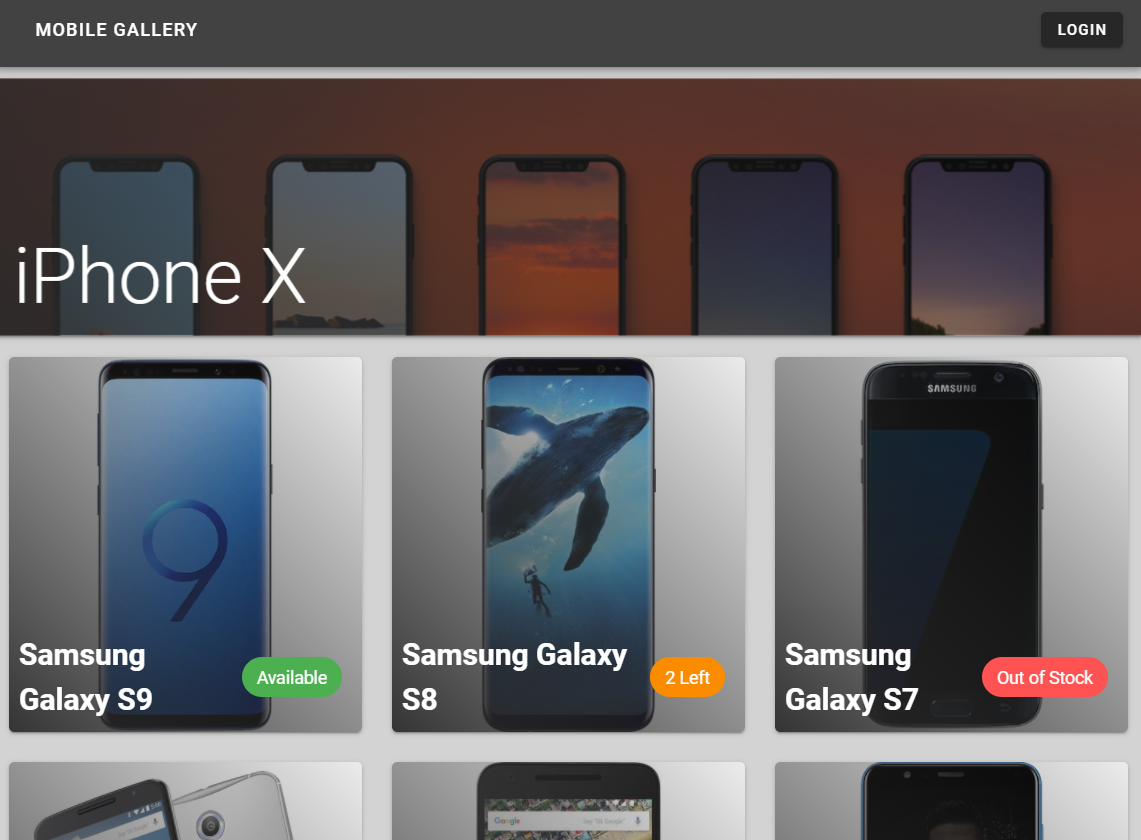 MOBILE GALLERY
LOGIN
iPhone X
SAMSUNG
9
Samsung
Galaxy S9
Available
Samsung Galaxy
S8
2 Left
Samsung
Galaxy S7
Out of Stock
Google